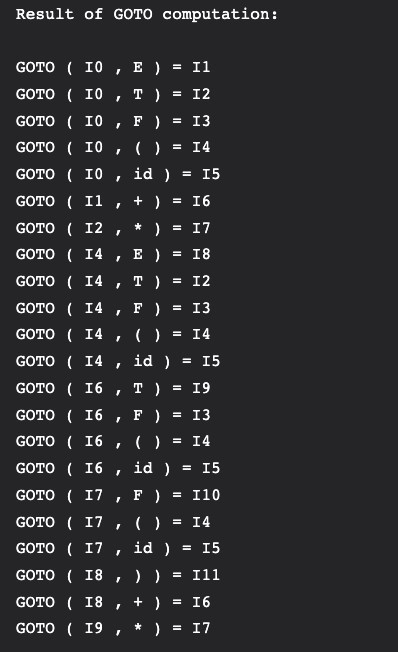 Result of GOTO computation:
GOTO ( I0 , E ) = I1
GOTO ( I0 , T ) = I2
GOTO ( I0 , F ) = I3
GOTO ( I0 , ( ) = I4
GOTO ( I0 , id ) = I5
GOTO ( I1 , + ) = I6
GOTO ( I2 , * ) = I7
GOTO ( I4 , E ) = I8
GOTO ( I4 , T ) = I2
GOTO ( I4 , F ) = I3
GOTO ( I4 , ( ) = I4
GOTO ( I4 , id ) = I5
GOTO ( I6 , T ) = I9
GOTO ( I6 , F ) = I3
GOTO ( I6 , ( ) = I4
GOTO ( I6 , id ) = I5
GOTO ( I7 , F ) = I10
GOTO ( I7 , ( ) = I4
GOTO ( I7 , id ) = I5
GOTO ( I8 , ) ) = I11
GOTO ( I8 , + ) = I6
GOTO ( I9 , * ) = I7